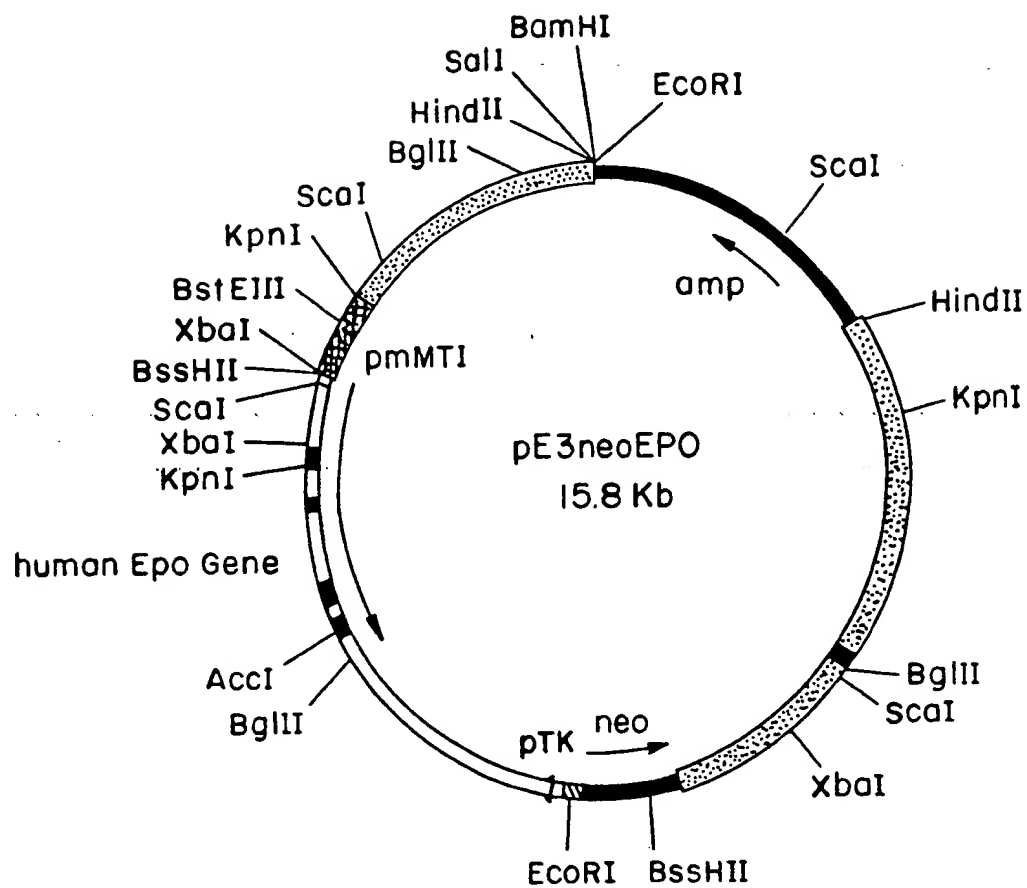 BamHI
SalI
EcoRI
HindII
BglII
ScaI
ScaI
KpnI
amp
BstEIII
HindII
XbaI
pmMTI
BssHII
KpnI
ScaI
XbaI
pE3neoEPO
KpnI
15.8 Kb
human Epo Gene
AccI
BglII
BglII
ScaI
neo
pTK
XbaI
EcoRI
BssHII